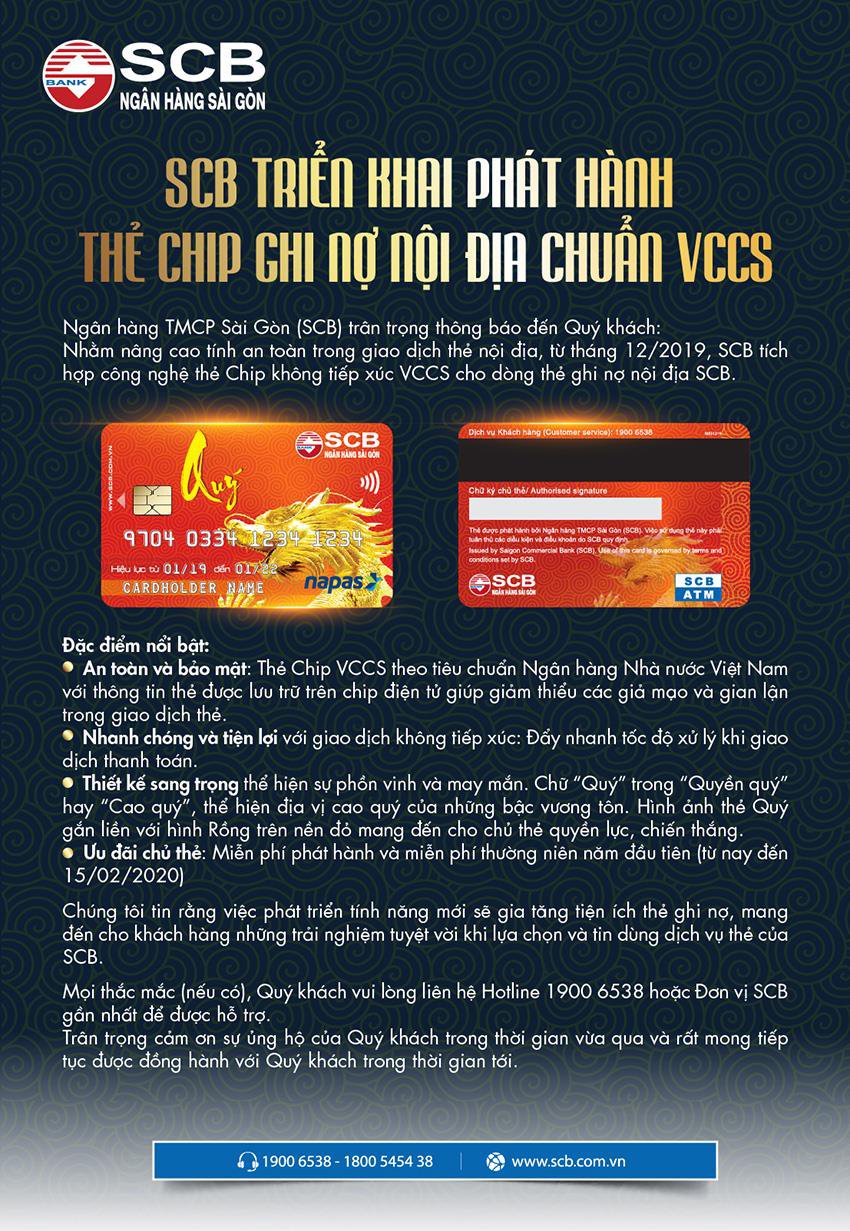 SCB
BANK
NGÂN HÀNG SÀI GÒN
SCB TRIỂN KHAI PHÁT HÀNH
THẺ CHIP GHI NỢ NỘI ĐỊA CHUẨN VCCS
Ngân hàng TMCP Sài Gòn (SCB) trân trọng thông báo đến Quý khách:
Nhằm nâng cao tính an toàn trong giao dịch thẻ nội địa, từ tháng 12/2019, SCB tích
hợp công nghệ thẻ Chip không tiếp xúc VCCS cho dòng thẻ ghi nợ nội địa SCB.
WWW.SCB.COM.VN
Quý
BANK
SCB
NGÂN HÀNG SÀI GÒN
9704 0334 1234 1234
Hiệu lực từ 01/19 đến 01/22
CARDHOLDER NAME
napas
Dịch vụ Khách hàng (Customer service): 1900 6538
Chữ ký chủ thẻ/ Authorised signature
Thẻ được phát hành bởi Ngân hàng TMCP Sài Gòn (SCB). Việc sử dụng thẻ này phải
tuân thủ các điều kiện và điều khoản do SCB quy định.
Issued by Saigon Commercial Bank (SCB). Use of this card is governed by terms and
conditions set by SCB.
SCB
NGÂN HÀNG SÀI GÒN
SCB
ATM
Đặc điểm nổi bật:
• An toàn và bảo mật: Thẻ Chip VCCS theo tiêu chuẩn Ngân hàng Nhà nước Việt Nam
với thông tin thẻ được lưu trữ trên chip điện tử giúp giảm thiểu các giả mạo và gian lận
trong giao dịch thẻ.
• Nhanh chóng và tiện lợi với giao dịch không tiếp xúc: Đẩy nhanh tốc độ xử lý khi giao
dịch thanh toán.
• Thiết kế sang trọng thể hiện sự phồn vinh và may mắn. Chữ “Quý” trong “Quyền quý”
hay “Cao quý”, thể hiện địa vị cao quý của những bậc vương tôn. Hình ảnh thẻ Quý
gắn liền với hình Rồng trên nền đỏ mang đến cho chủ thẻ quyền lực, chiến thắng.
• Ưu đãi chủ thẻ: Miễn phí phát hành và miễn phí thường niên năm đầu tiên (từ nay đến
15/02/2020)
Chúng tôi tin rằng việc phát triển tính năng mới sẽ gia tăng tiện ích thẻ ghi nợ, mang
đến cho khách hàng những trải nghiệm tuyệt vời khi lựa chọn và tin dùng dịch vụ thẻ của
SCB.
Mọi thắc mắc (nếu có), Quý khách vui lòng liên hệ Hotline 1900 6538 hoặc Đơn vị SCB
gần nhất để được hỗ trợ.
Trân trọng cảm ơn sự ủng hộ của Quý khách trong thời gian vừa qua và rất mong tiếp
tục được đồng hành với Quý khách trong thời gian tới.
1900 6538 - 1800 5454 38
www.scb.com.vn